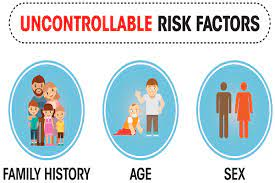 UNCONTROLLABLE RISK FACTORS
FAMILY HISTORY
AGE
SEX